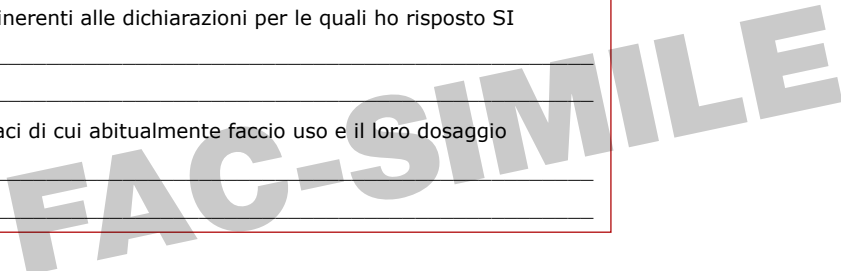 inerenti alle dichiarazioni per le quali ho risposto SI
aci di cui abitualmente faccio uso e il loro dosaggio
FAC-SIMILE